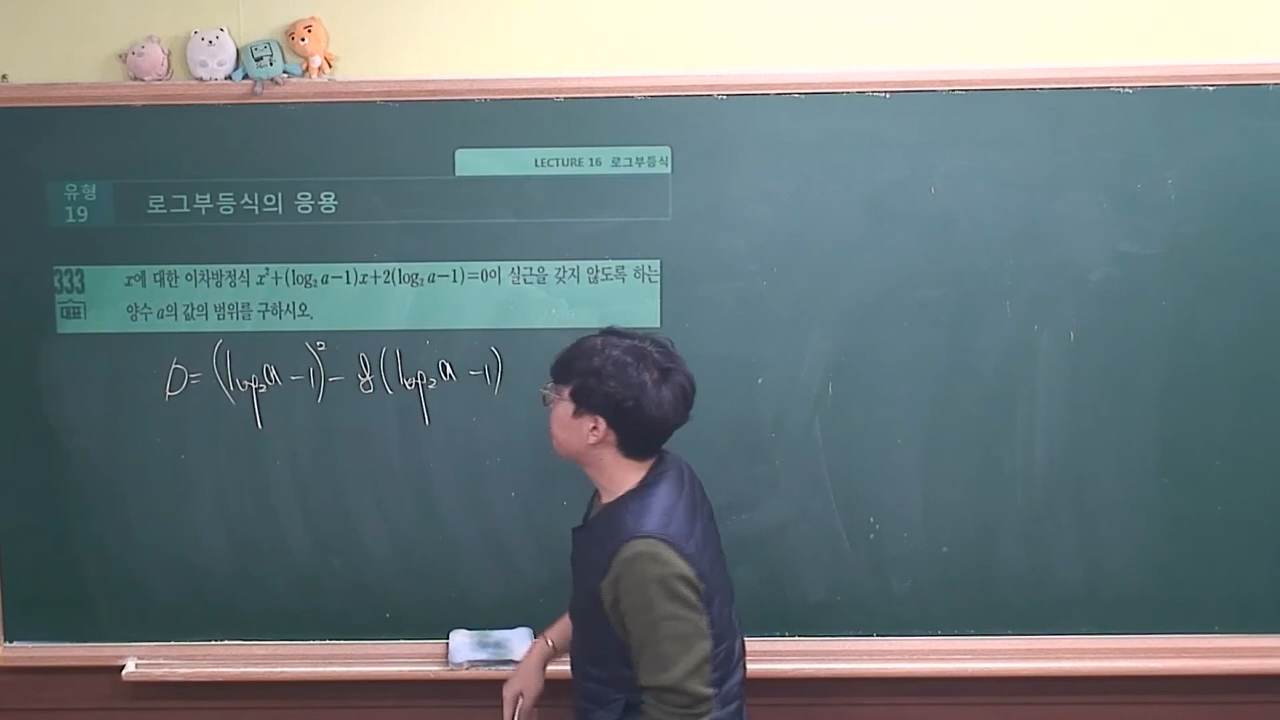 LECTURE 16 로그부등식
유형
19
로그부등식의 응용
333
대표
x에 대한 이차방정식 x²+(log₂ a−1)x+2(log₂ a−1)=0이 실근을 갖지 않도록 하는
양수 a의 값의 범위를 구하시오.
D=(log₂a−1)²−8(log₂a−1)